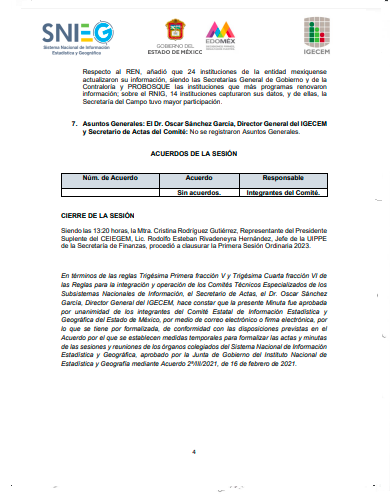 SNIEG
Sistema Nacional de Información
Estadística y Geográfica
GOBIERNO DEL
ESTADO DE MÉXICO
EDOMÉX
IGECEM
Respecto al REN, añadió que 24 instituciones de la entidad mexiquense
actualizaron su información, siendo las Secretarías General de Gobierno y de la
Contraloría y PROBOSQUE las instituciones que más programas renovaron
información; sobre el RNIG, 14 instituciones capturaron sus datos, y de ellas, la
Secretaría del Campo tuvo mayor participación.
7. Asuntos Generales: El Dr. Oscar Sánchez García, Director General del IGECEM
y Secretario de Actas del Comité: No se registraron Asuntos Generales.
ACUERDOS DE LA SESIÓN
Núm. de Acuerdo Acuerdo Responsable
Sin acuerdos. Integrantes del Comité.
CIERRE DE LA SESIÓN
Siendo las 13:20 horas, la Mtra. Cristina Rodríguez Gutiérrez, Representante del Presidente
Suplente del CEIEGEM, Lic. Rodolfo Esteban Rivadeneyra Hernández, Jefe de la UIPPE
de la Secretaría de Finanzas, procedió a clausurar la Primera Sesión Ordinaria 2023.
En términos de las reglas Trigésima Primera fracción V y Trigésima Cuarta fracción VI de
las Reglas para la integración y operación de los Comités Técnicos Especializados de los
Subsistemas Nacionales de Información, el Secretario de Actas, el Dr. Oscar Sánchez
García, Director General del IGECEM, hace constar que la presente Minuta fue aprobada
por unanimidad de los integrantes del Comité Estatal de Información Estadística y
Geográfica del Estado de México, por medio de correo electrónico o firma electrónica, por
lo que se tiene por formalizada, de conformidad con las disposiciones previstas en el
Acuerdo por el que se establecen medidas temporales para formalizar las actas y minutas
de las sesiones y reuniones de los órganos colegiados del Sistema Nacional de Información
Estadística y Geográfica, aprobado por la Junta de Gobierno del Instituto Nacional de
Estadística y Geografía mediante Acuerdo 2ª/III/2021, de 16 de febrero de 2021.
4